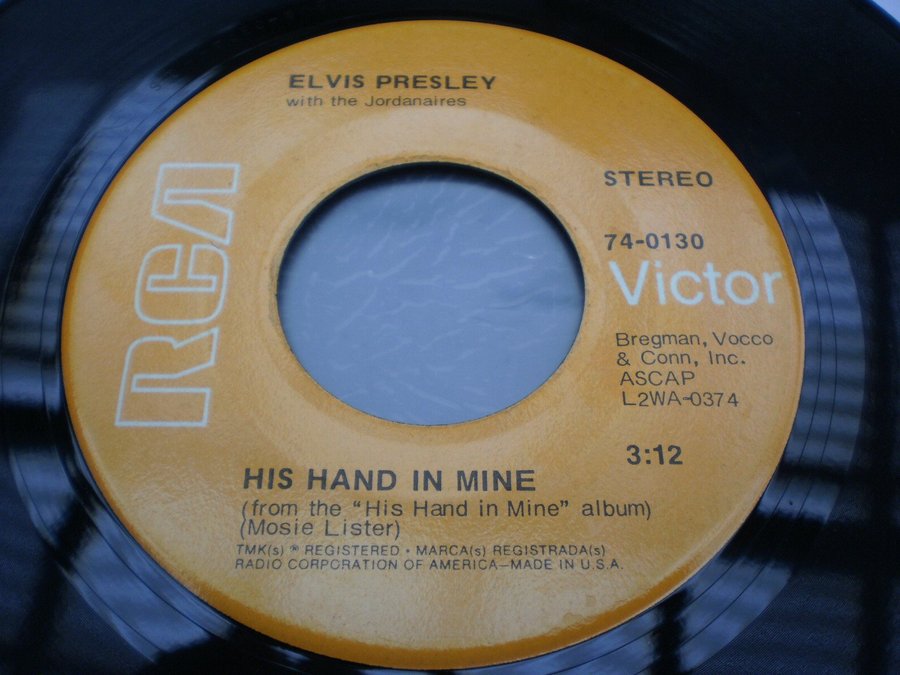 ELVIS PRESLEY
with the Jordanaires
RCA
STEREO
74-0130
Victor
Bregman, Vocco
& Conn, Inc.
ASCAP
L2WA-0374
3:12
HIS HAND IN MINE
(from the "His Hand in Mine" album)
(Mosie Lister)
TMK(s) ® REGISTERED • MARCA(s) REGISTRADA(s)
RADIO CORPORATION OF AMERICA—MADE IN U.S.A.